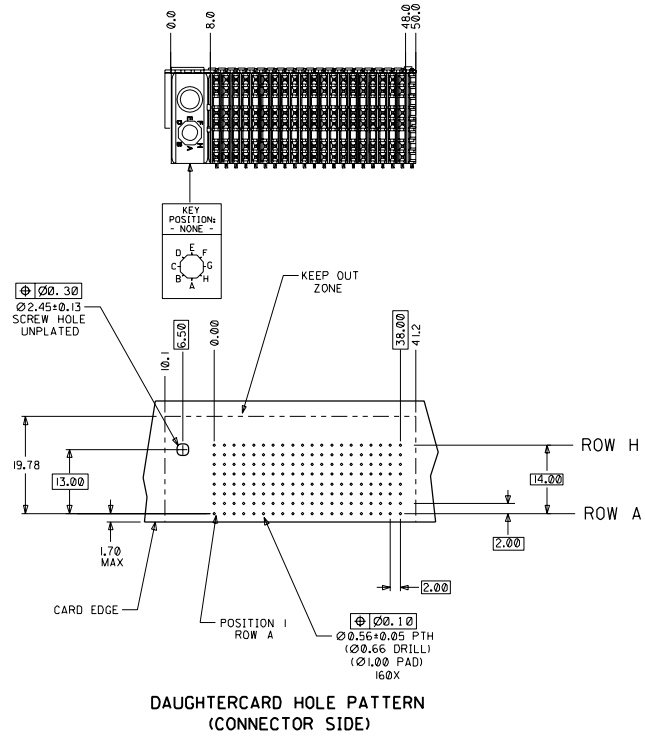 0.0
8.0
48.0
50.0
D E F
B A H
KEY
POSITION:
- NONE -
E
D F
C G
B H
A
KEEP OUT
ZONE
⌖ Ø0.30
Ø2.45±0.13
SCREW HOLE
UNPLATED
10.1
6.50
0.00
38.00
41.2
19.78
13.00
1.70
MAX
ROW H
14.00
ROW A
2.00
2.00
CARD EDGE
POSITION 1
ROW A
⌖ Ø0.10
Ø0.56±0.05 PTH
(Ø0.66 DRILL)
(Ø1.00 PAD)
160X
DAUGHTERCARD HOLE PATTERN
(CONNECTOR SIDE)